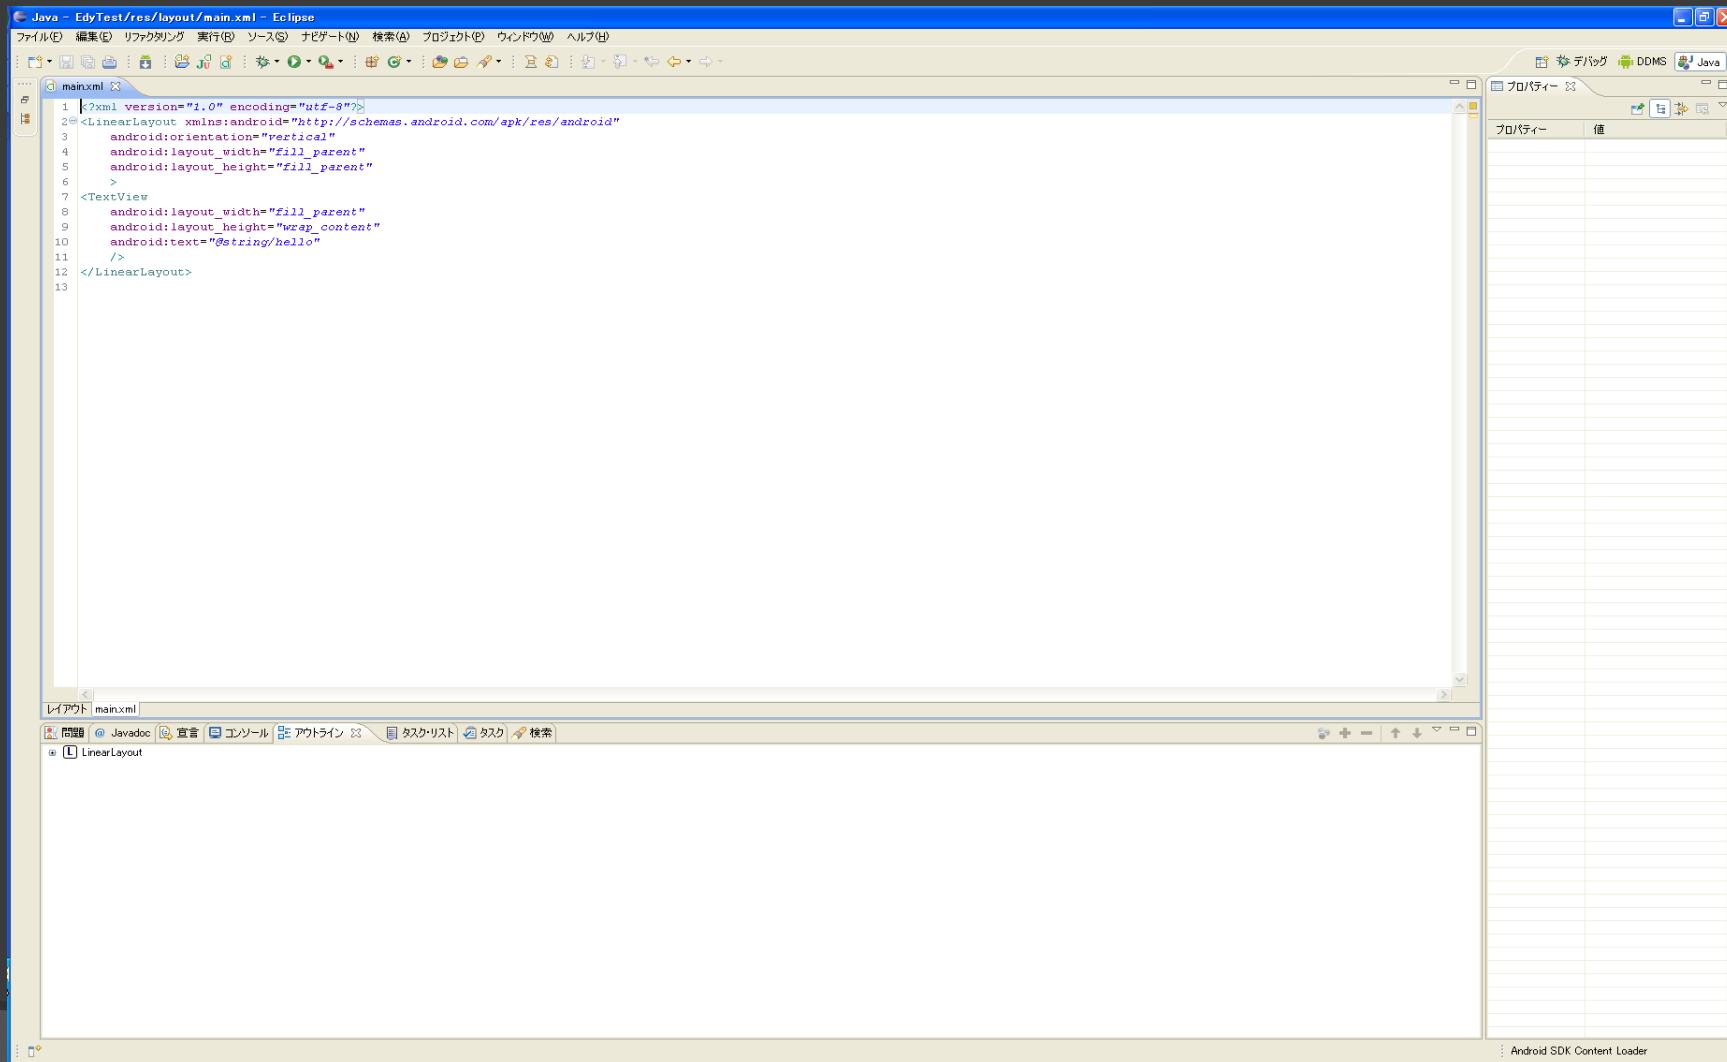 Java - EdyTest/res/layout/main.xml - Eclipse
ファイル(F) 編集(E) リファクタリング 実行(R) ソース(S) ナビゲート(N) 検索(A) プロジェクト(P) ウィンドウ(W) ヘルプ(H)
デバッグ DDMS Java
main.xml
1 <?xml version="1.0" encoding="utf-8"?>
2 <LinearLayout xmlns:android="http://schemas.android.com/apk/res/android"
3     android:orientation="vertical"
4     android:layout_width="fill_parent"
5     android:layout_height="fill_parent"
6     >
7 <TextView
8     android:layout_width="fill_parent"
9     android:layout_height="wrap_content"
10     android:text="@string/hello"
11     />
12 </LinearLayout>
13
レイアウト main.xml
プロパティー
プロパティー 値
問題 @ Javadoc 宣言 コンソール アウトライン タスク・リスト タスク 検索
L LinearLayout
Android SDK Content Loader